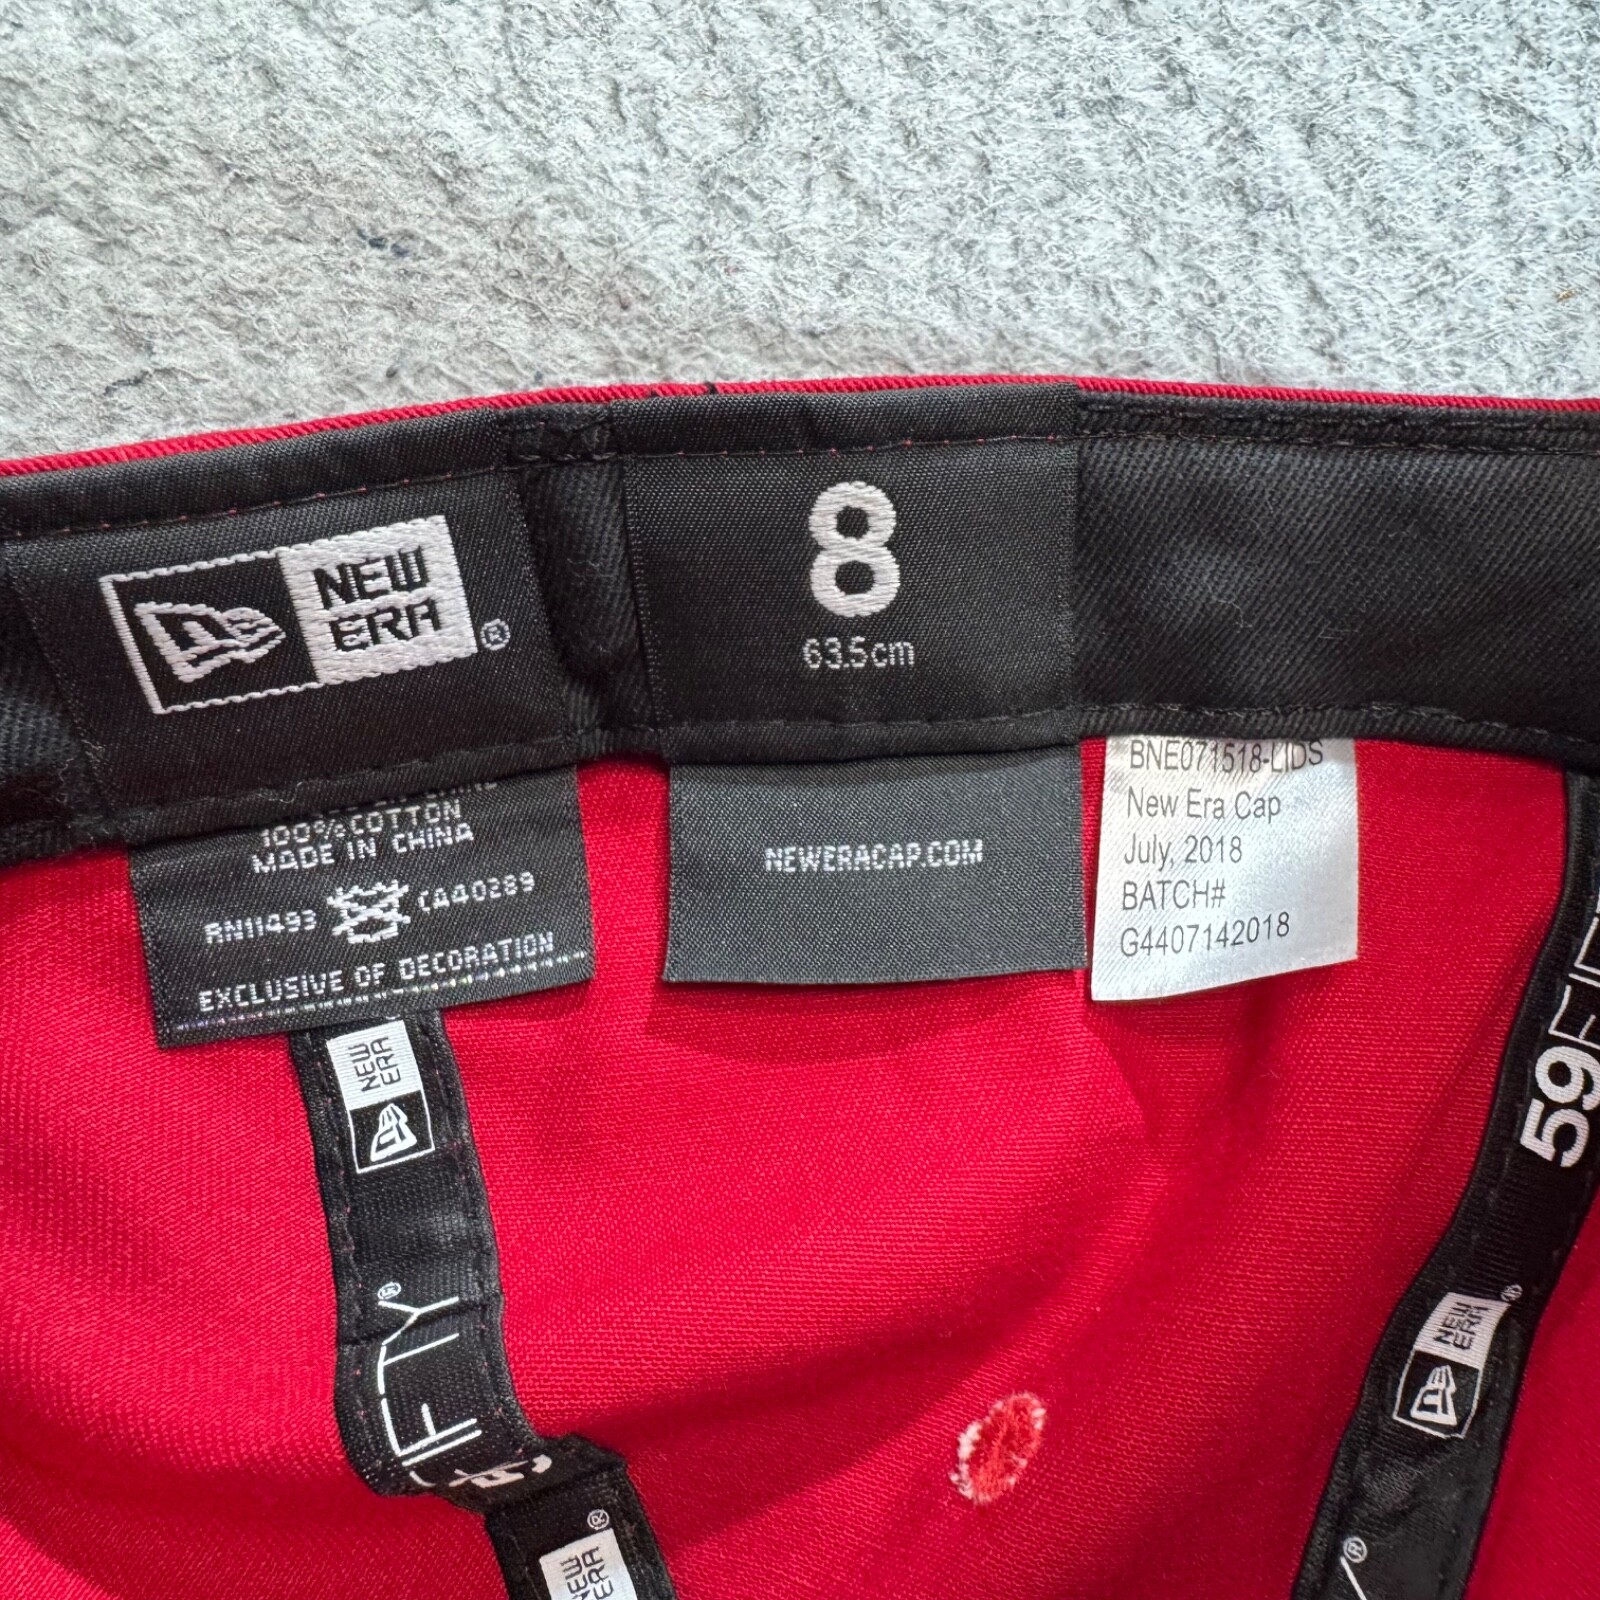 NEW
ERA
®
8
63.5cm
100% COTTON
MADE IN CHINA
RN11493 CA40289
EXCLUSIVE OF DECORATION
NEWERACAP.COM
BNE071518-LIDS
New Era Cap
July, 2018
BATCH#
G4407142018
NEW
ERA
IFTY®
NEW
ERA
®
59F
NEW
ERA
®
Y®